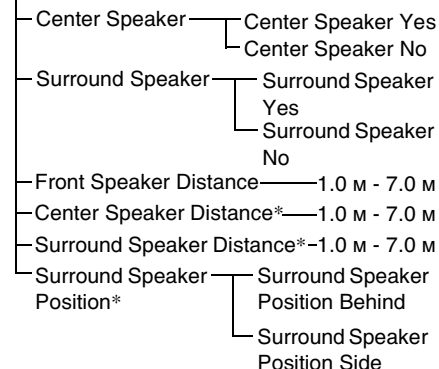 Center Speaker Center Speaker Yes
Center Speaker No
Surround Speaker Surround Speaker
Yes
Surround Speaker
No
Front Speaker Distance 1.0 м - 7.0 м
Center Speaker Distance* 1.0 м - 7.0 м
Surround Speaker Distance* 1.0 м - 7.0 м
Surround Speaker Surround Speaker
Position* Position Behind
Surround Speaker
Position Side